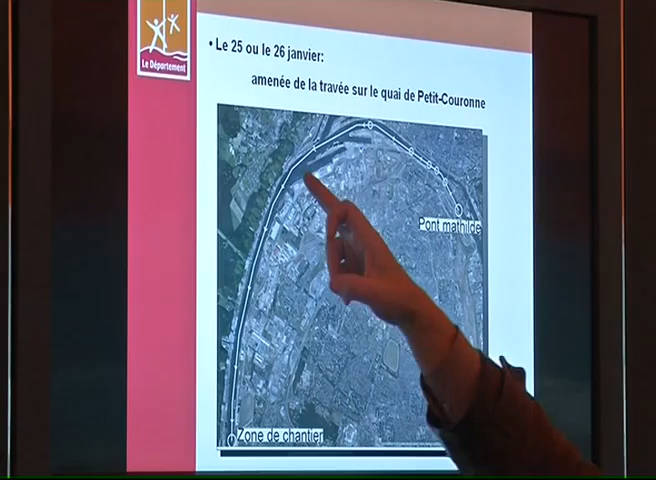 Le Département
• Le 25 ou le 26 janvier:
amenée de la travée sur le quai de Petit-Couronne
Pont mathilde
Zone de chantier